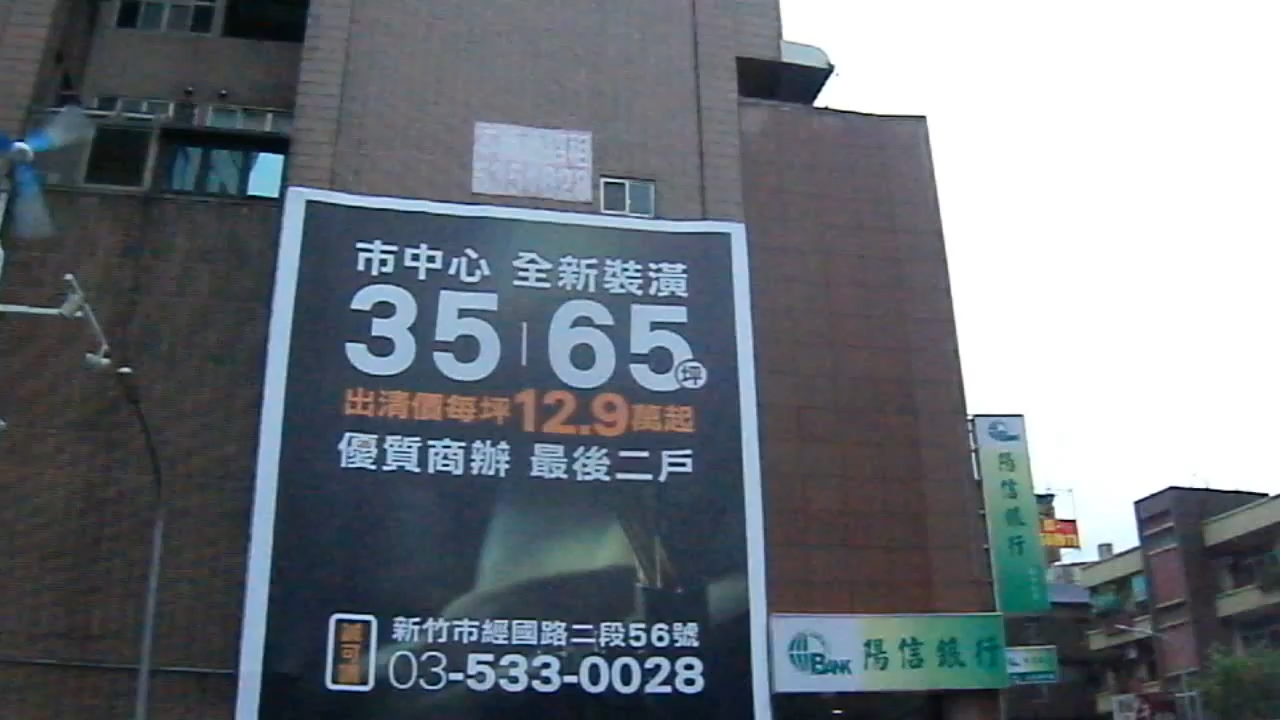 市中心 全新裝潢
35 | 65坪
出清價每坪12.9萬起
優質商辦 最後二戶
新竹市經國路二段56號
03-533-0028
陽信銀行
BANK 陽信銀行